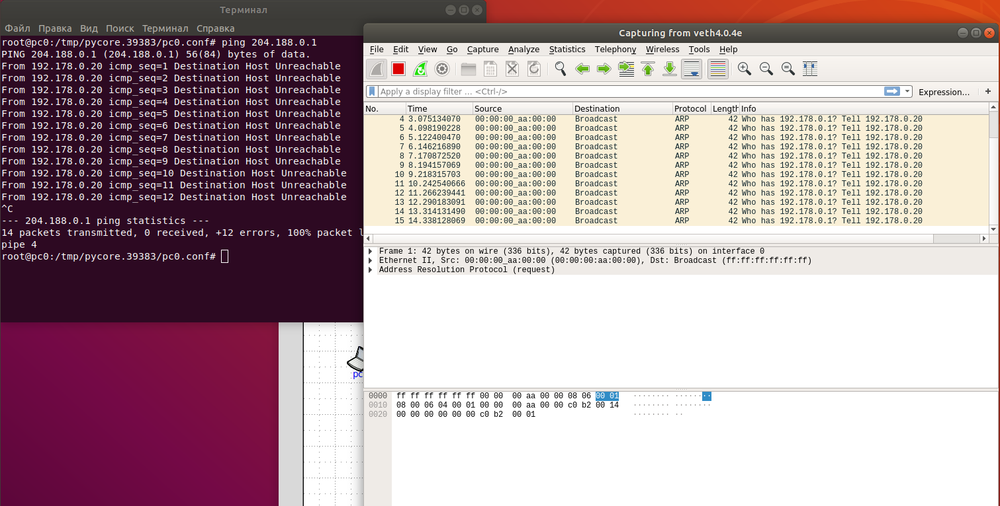 Терминал
Файл Правка Вид Поиск Терминал Справка
root@pc0:/tmp/pycore.39383/pc0.conf# ping 204.188.0.1
PING 204.188.0.1 (204.188.0.1) 56(84) bytes of data.
From 192.178.0.20 icmp_seq=1 Destination Host Unreachable
From 192.178.0.20 icmp_seq=2 Destination Host Unreachable
From 192.178.0.20 icmp_seq=3 Destination Host Unreachable
From 192.178.0.20 icmp_seq=4 Destination Host Unreachable
From 192.178.0.20 icmp_seq=5 Destination Host Unreachable
From 192.178.0.20 icmp_seq=6 Destination Host Unreachable
From 192.178.0.20 icmp_seq=7 Destination Host Unreachable
From 192.178.0.20 icmp_seq=8 Destination Host Unreachable
From 192.178.0.20 icmp_seq=9 Destination Host Unreachable
From 192.178.0.20 icmp_seq=10 Destination Host Unreachable
From 192.178.0.20 icmp_seq=11 Destination Host Unreachable
From 192.178.0.20 icmp_seq=12 Destination Host Unreachable
^C
--- 204.188.0.1 ping statistics ---
14 packets transmitted, 0 received, +12 errors, 100% packet
pipe 4
root@pc0:/tmp/pycore.39383/pc0.conf#
pc
Capturing from veth4.0.4e
File Edit View Go Capture Analyze Statistics Telephony Wireless Tools Help
Apply a display filter ... <Ctrl-/> Expression... +
No. Time Source Destination Protocol Length Info
4 3.075134070 00:00:00_aa:00:00 Broadcast ARP 42 Who has 192.178.0.1? Tell 192.178.0.20
5 4.098190228 00:00:00_aa:00:00 Broadcast ARP 42 Who has 192.178.0.1? Tell 192.178.0.20
6 5.122400470 00:00:00_aa:00:00 Broadcast ARP 42 Who has 192.178.0.1? Tell 192.178.0.20
7 6.146216890 00:00:00_aa:00:00 Broadcast ARP 42 Who has 192.178.0.1? Tell 192.178.0.20
8 7.170872520 00:00:00_aa:00:00 Broadcast ARP 42 Who has 192.178.0.1? Tell 192.178.0.20
9 8.194157069 00:00:00_aa:00:00 Broadcast ARP 42 Who has 192.178.0.1? Tell 192.178.0.20
10 9.218315703 00:00:00_aa:00:00 Broadcast ARP 42 Who has 192.178.0.1? Tell 192.178.0.20
11 10.242540666 00:00:00_aa:00:00 Broadcast ARP 42 Who has 192.178.0.1? Tell 192.178.0.20
12 11.266239441 00:00:00_aa:00:00 Broadcast ARP 42 Who has 192.178.0.1? Tell 192.178.0.20
13 12.290183091 00:00:00_aa:00:00 Broadcast ARP 42 Who has 192.178.0.1? Tell 192.178.0.20
14 13.314131490 00:00:00_aa:00:00 Broadcast ARP 42 Who has 192.178.0.1? Tell 192.178.0.20
15 14.338128069 00:00:00_aa:00:00 Broadcast ARP 42 Who has 192.178.0.1? Tell 192.178.0.20
Frame 1: 42 bytes on wire (336 bits), 42 bytes captured (336 bits) on interface 0
Ethernet II, Src: 00:00:00_aa:00:00 (00:00:00:aa:00:00), Dst: Broadcast (ff:ff:ff:ff:ff:ff)
Address Resolution Protocol (request)
0000 ff ff ff ff ff ff 00 00 00 aa 00 00 08 06 00 01 ········ ········
0010 08 00 06 04 00 01 00 00 00 aa 00 00 c0 b2 00 14 ········ ········
0020 00 00 00 00 00 00 c0 b2 00 01 ········ ··